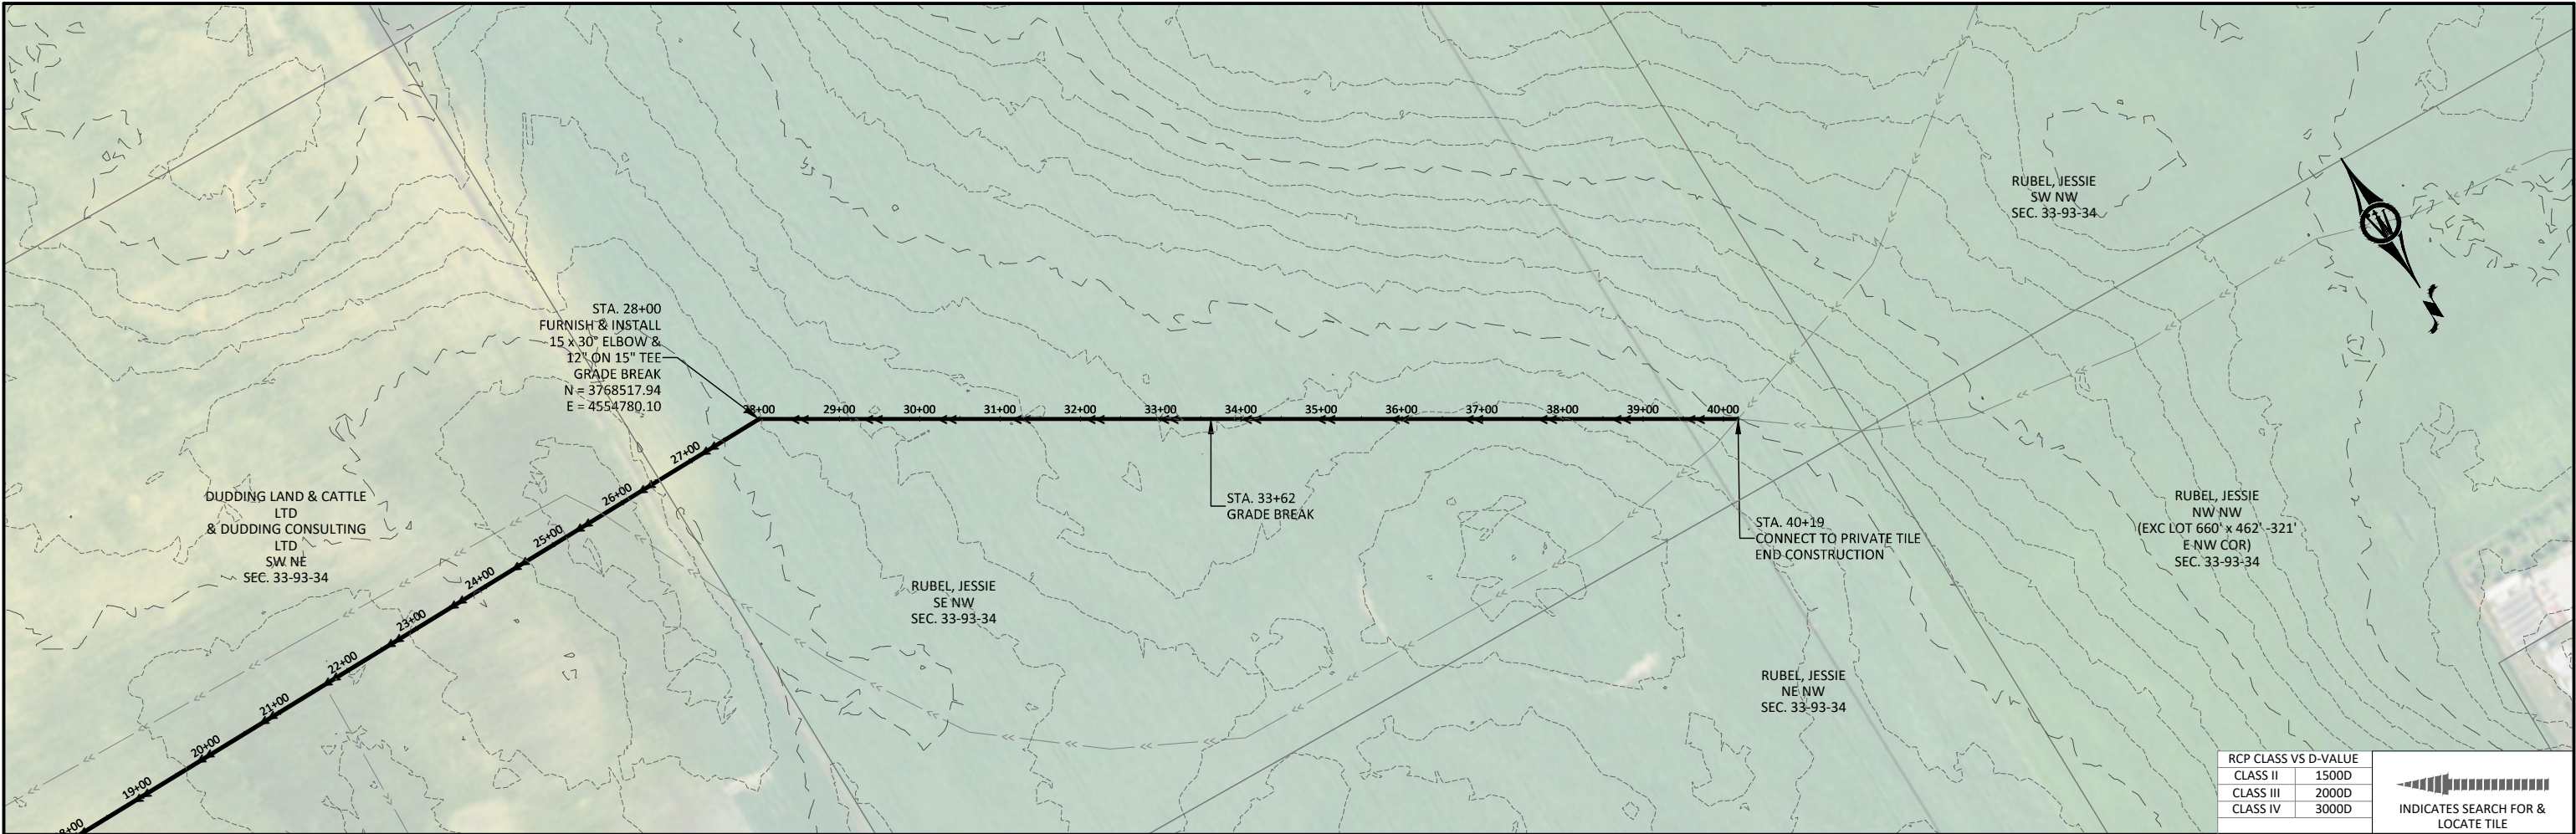 RUBEL, JESSIE
SW NW
SEC. 33-93-34
STA. 28+00
FURNISH & INSTALL
15 x 30° ELBOW &
12" ON 15" TEE
GRADE BREAK
N = 3768517.94
E = 4554780.10
28+00
29+00
30+00
31+00
32+00
33+00
34+00
35+00
36+00
37+00
38+00
39+00
40+00
27+00
26+00
25+00
24+00
23+00
22+00
21+00
20+00
19+00
8+00
DUDDING LAND & CATTLE
LTD
& DUDDING CONSULTING
LTD
SW NE
SEC. 33-93-34
STA. 33+62
GRADE BREAK
STA. 40+19
CONNECT TO PRIVATE TILE
END CONSTRUCTION
RUBEL, JESSIE
NW NW
(EXC LOT 660' x 462' -321'
E NW COR)
SEC. 33-93-34
RUBEL, JESSIE
SE NW
SEC. 33-93-34
RUBEL, JESSIE
NE NW
SEC. 33-93-34
RCP CLASS VS D-VALUE
CLASS II 1500D
CLASS III 2000D
CLASS IV 3000D
INDICATES SEARCH FOR &
LOCATE TILE